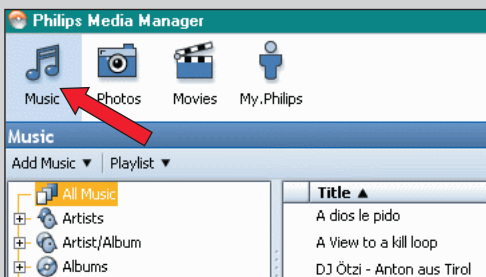 Philips Media Manager
Music Photos Movies My.Philips
Music
Add Music ▼ | Playlist ▼
All Music
Artists
Artist/Album
Albums
Title ▲
A dios le pido
A View to a kill loop
DJ Ötzi - Anton aus Tirol